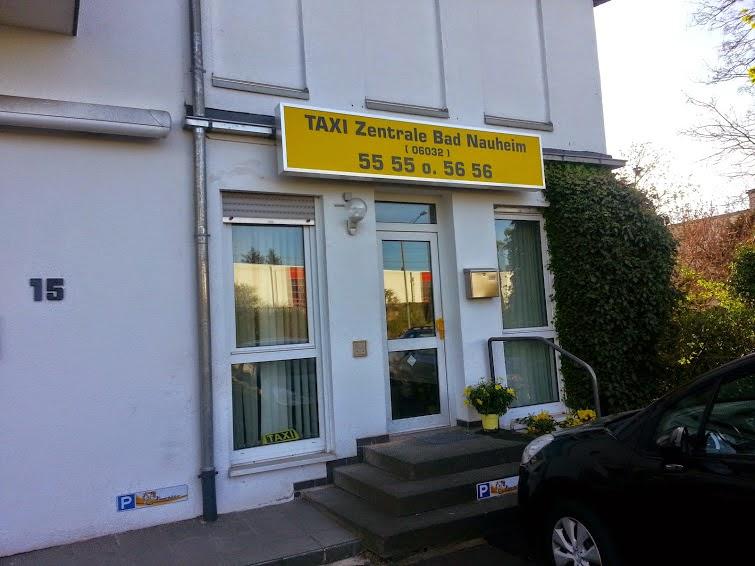 TAXI Zentrale Bad Nauheim
( 06032 )
55 55 o. 56 56
15
TAXI
P
P